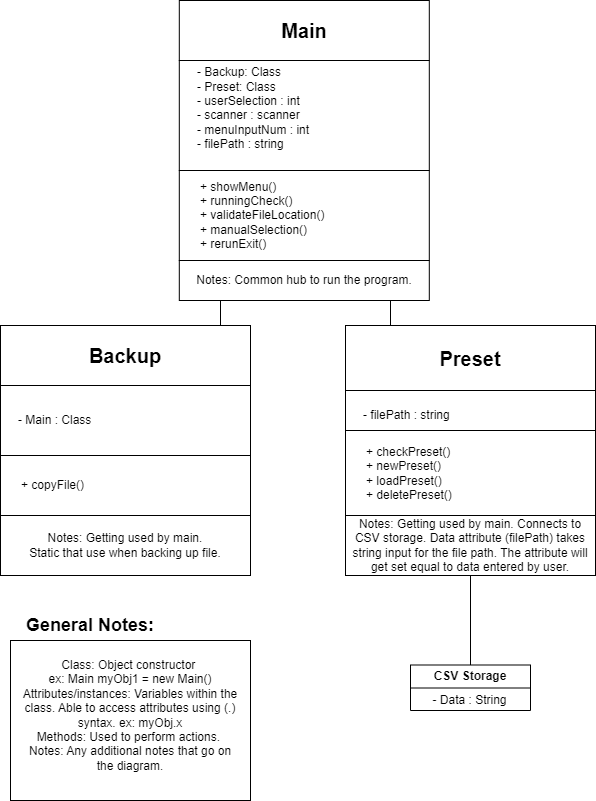 Main
- Backup: Class
- Preset: Class
- userSelection : int
- scanner : scanner
- menuInputNum : int
- filePath : string
+ showMenu()
+ runningCheck()
+ validateFileLocation()
+ manualSelection()
+ rerunExit()
Notes: Common hub to run the program.
Backup
- Main : Class
+ copyFile()
Notes: Getting used by main.
Static that use when backing up file.
Preset
- filePath : string
+ checkPreset()
+ newPreset()
+ loadPreset()
+ deletePreset()
Notes: Getting used by main. Connects to
CSV storage. Data attribute (filePath) takes
string input for the file path. The attribute will
get set equal to data entered by user.
General Notes:
Class: Object constructor
ex: Main myObj1 = new Main()
Attributes/instances: Variables within the
class. Able to access attributes using (.)
syntax. ex: myObj.x
Methods: Used to perform actions.
Notes: Any additional notes that go on
the diagram.
CSV Storage
- Data : String